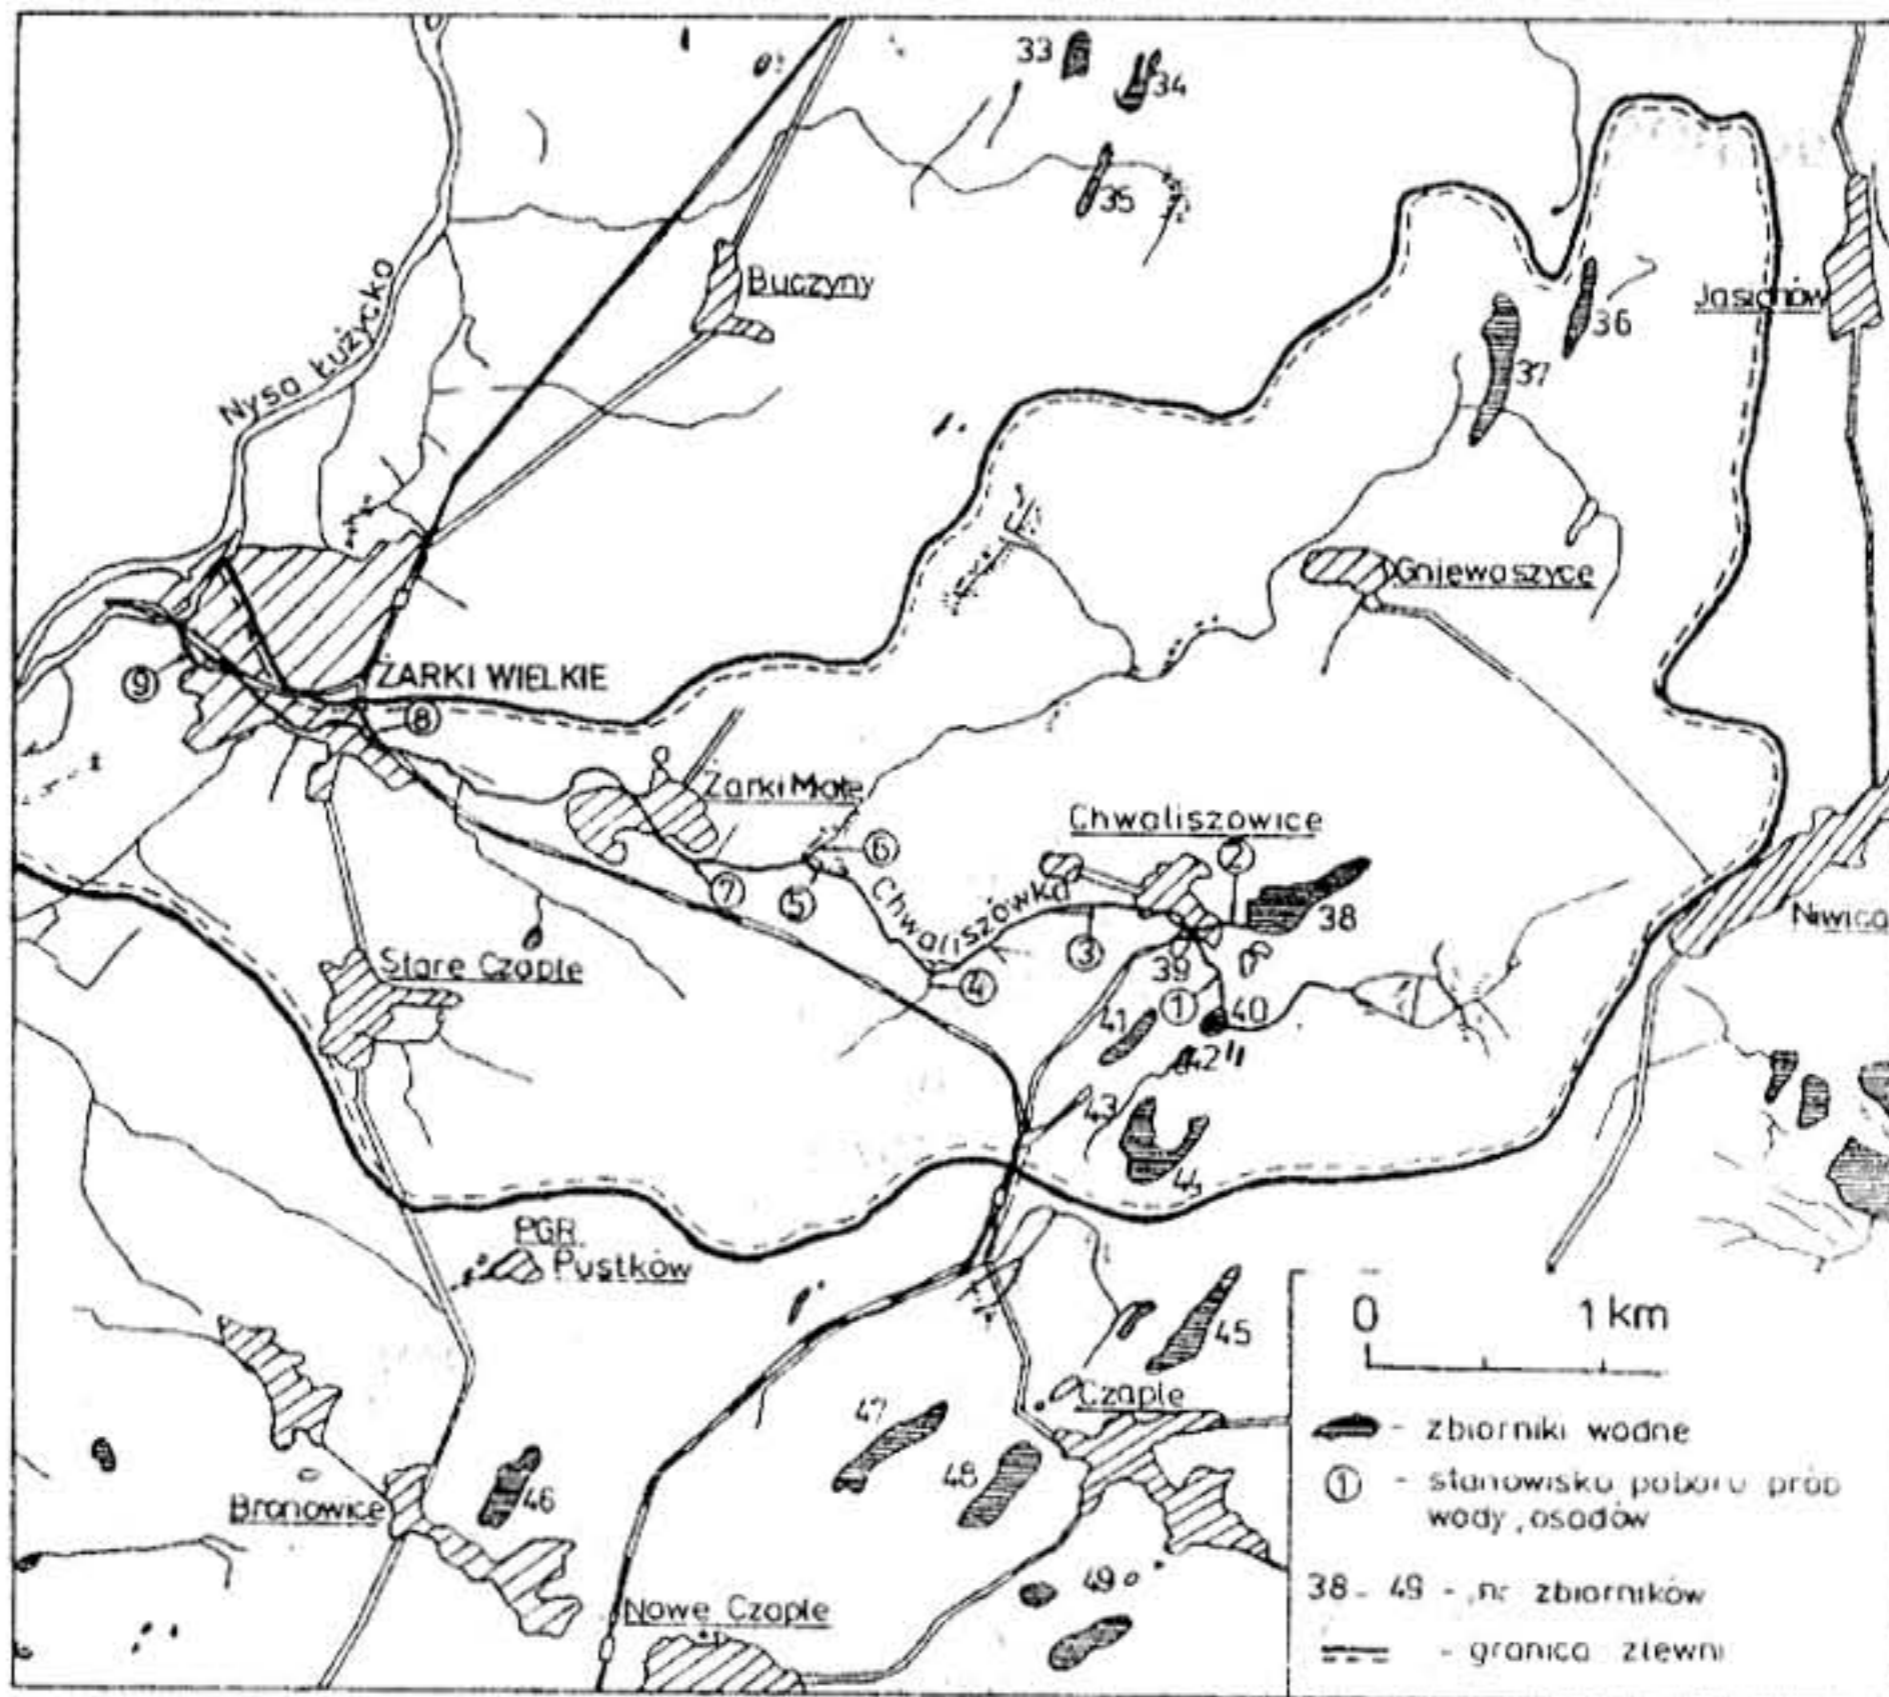 33
34
35
Buczyny
Jasionów
36
37
Nysa Łużycko
Gniewoszyce
9
ŻARKI WIELKIE
8
Żarki Małe
Chwaliszowice
6
2
7
5
Chwaliszówka
38
Niwica
Stare Czaple
3
39
4
1
40
41
42
43
44
PGR
Pustków
45
0 1 km
Czaple
47
- zbiorniki wodne
48
1 - stanowisko poboru prób
wody, osadów
46
Bronowice
49
38 - 49 - nr zbiorników
Nowe Czaple
- granica zlewni